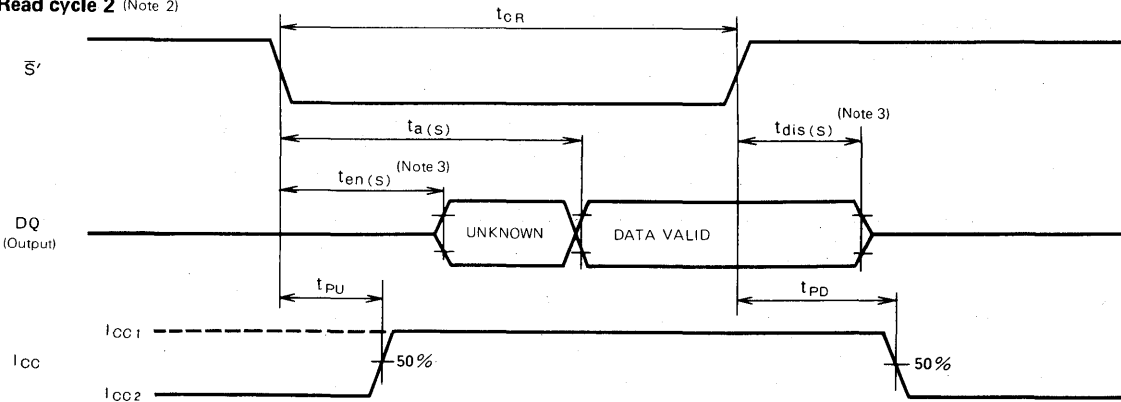 Read cycle 2 (Note 2)
tCR
S̅′
ta(S)
(Note 3)
tdis(S)
(Note 3)
ten(S)
DQ
(Output)
UNKNOWN
DATA VALID
tPU
tPD
ICC1
ICC
50%
50%
ICC2